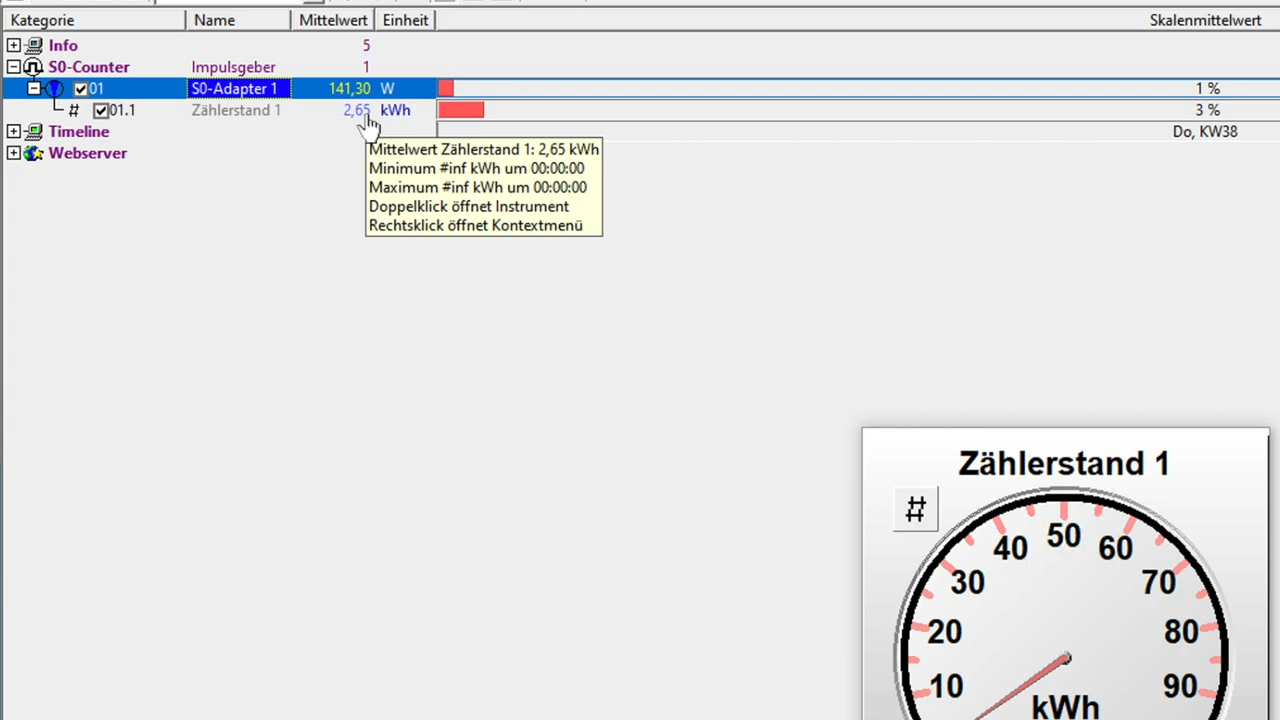 Kategorie Name Mittelwert Einheit Skalenmittelwert
Info 5
S0-Counter Impulsgeber 1
01 S0-Adapter 1 141,30 W 1 %
# 01.1 Zählerstand 1 2,65 kWh 3 %
Timeline Do, KW38
Webserver
Mittelwert Zählerstand 1: 2,65 kWh
Minimum #inf kWh um 00:00:00
Maximum #inf kWh um 00:00:00
Doppelklick öffnet Instrument
Rechtsklick öffnet Kontextmenü
Zählerstand 1
#
50
40 60
30 70
20 80
10 90
kWh